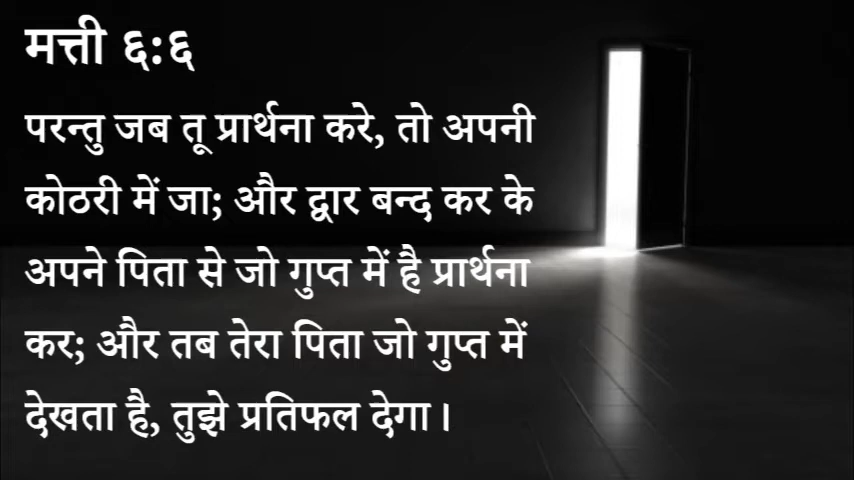 मत्ती ६:६
परन्तु जब तू प्रार्थना करे, तो अपनी
कोठरी में जा; और द्वार बन्द कर के
अपने पिता से जो गुप्त में है प्रार्थना
कर; और तब तेरा पिता जो गुप्त में
देखता है, तुझे प्रतिफल देगा।